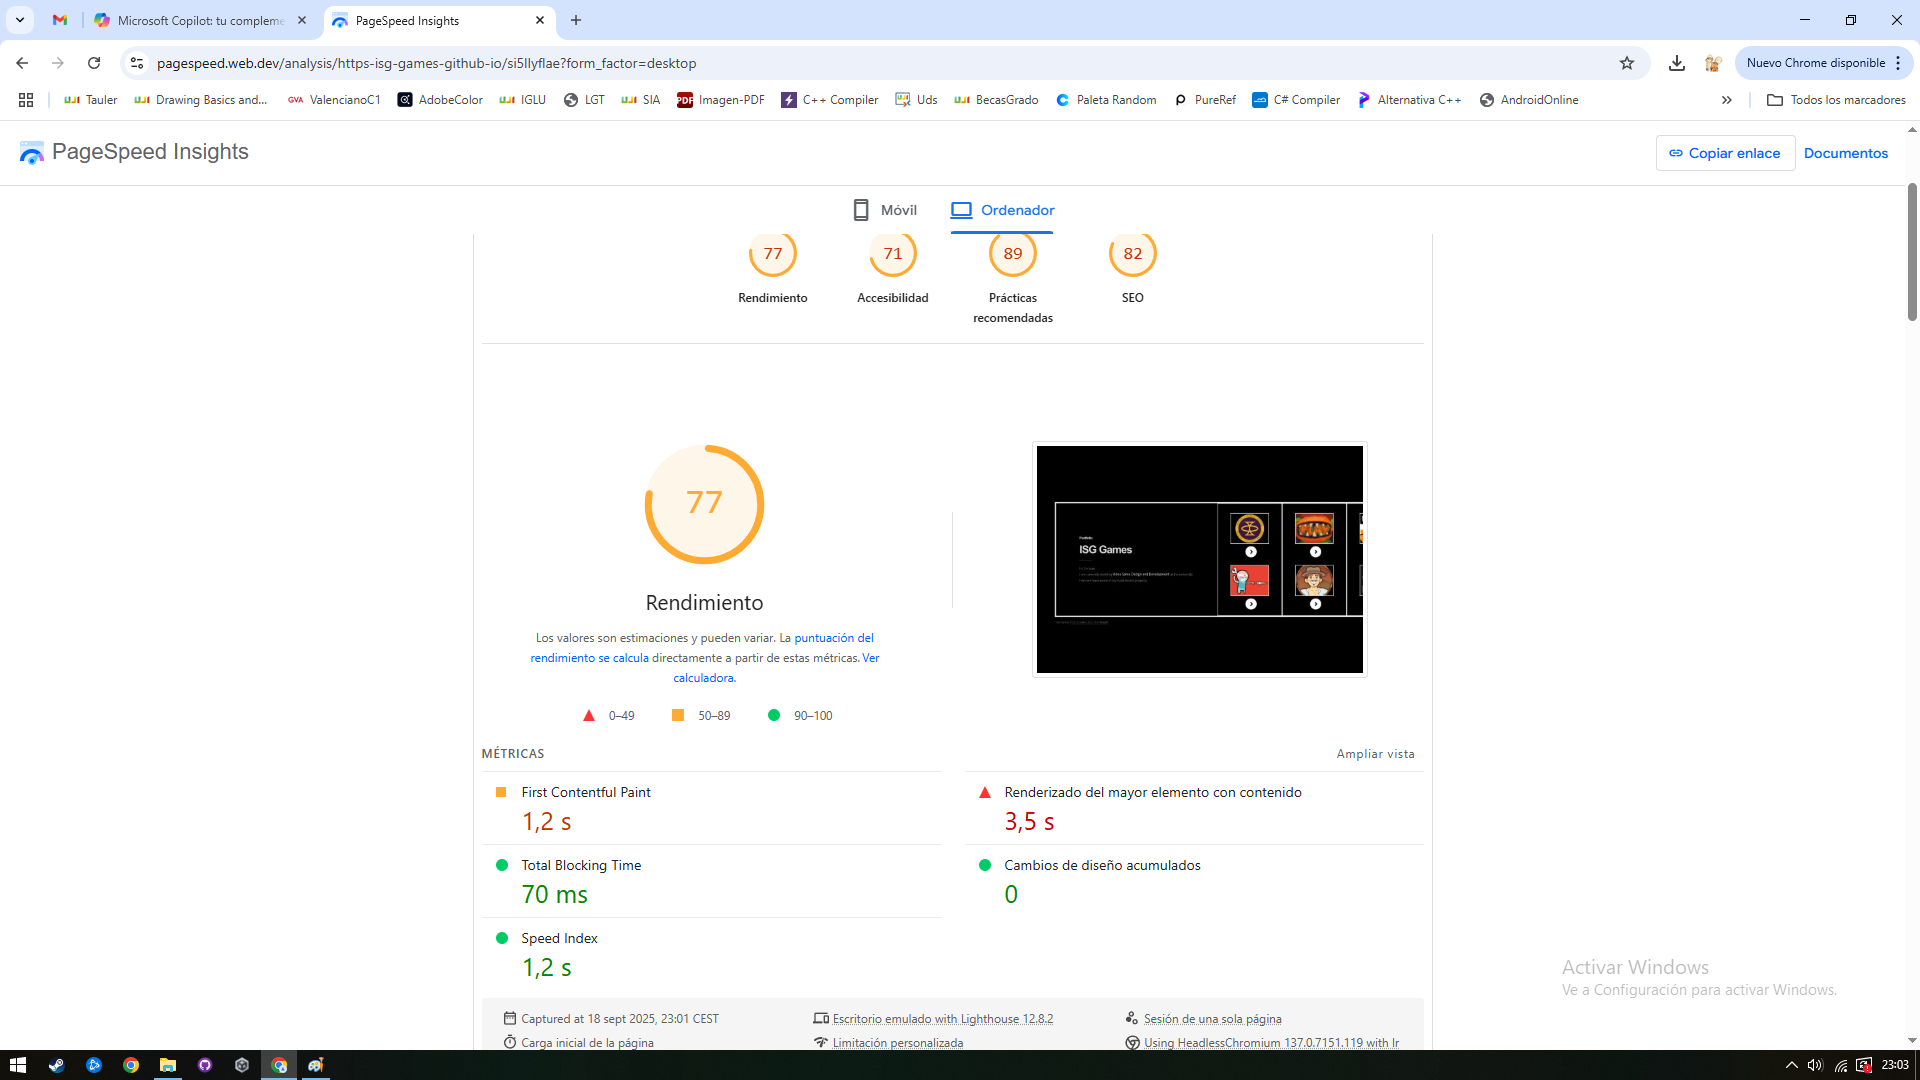 Microsoft Copilot: tu compleme
PageSpeed Insights
pagespeed.web.dev/analysis/https-isg-games-github-io/si5llyflae?form_factor=desktop
Nuevo Chrome disponible
Tauler
Drawing Basics and...
GVA
ValencianoC1
AdobeColor
IGLU
LGT
SIA
PDF
Imagen-PDF
C++ Compiler
Uds
BecasGrado
Paleta Random
PureRef
C# Compiler
Alternativa C++
AndroidOnline
Todos los marcadores
PageSpeed Insights
Copiar enlace
Documentos
Móvil
Ordenador
77
71
89
82
Rendimiento
Accesibilidad
Prácticas recomendadas
SEO
77
Rendimiento
Los valores son estimaciones y pueden variar. La puntuación del
rendimiento se calcula directamente a partir de estas métricas. Ver
calculadora.
0–49
50–89
90–100
ISG Games
MÉTRICAS
Ampliar vista
First Contentful Paint
1,2 s
Renderizado del mayor elemento con contenido
3,5 s
Total Blocking Time
70 ms
Cambios de diseño acumulados
0
Speed Index
1,2 s
Captured at 18 sept 2025, 23:01 CEST
Escritorio emulado with Lighthouse 12.8.2
Sesión de una sola página
Carga inicial de la página
Limitación personalizada
Using HeadlessChromium 137.0.7151.119 with lr
Activar Windows
Ve a Configuración para activar Windows.
23:03